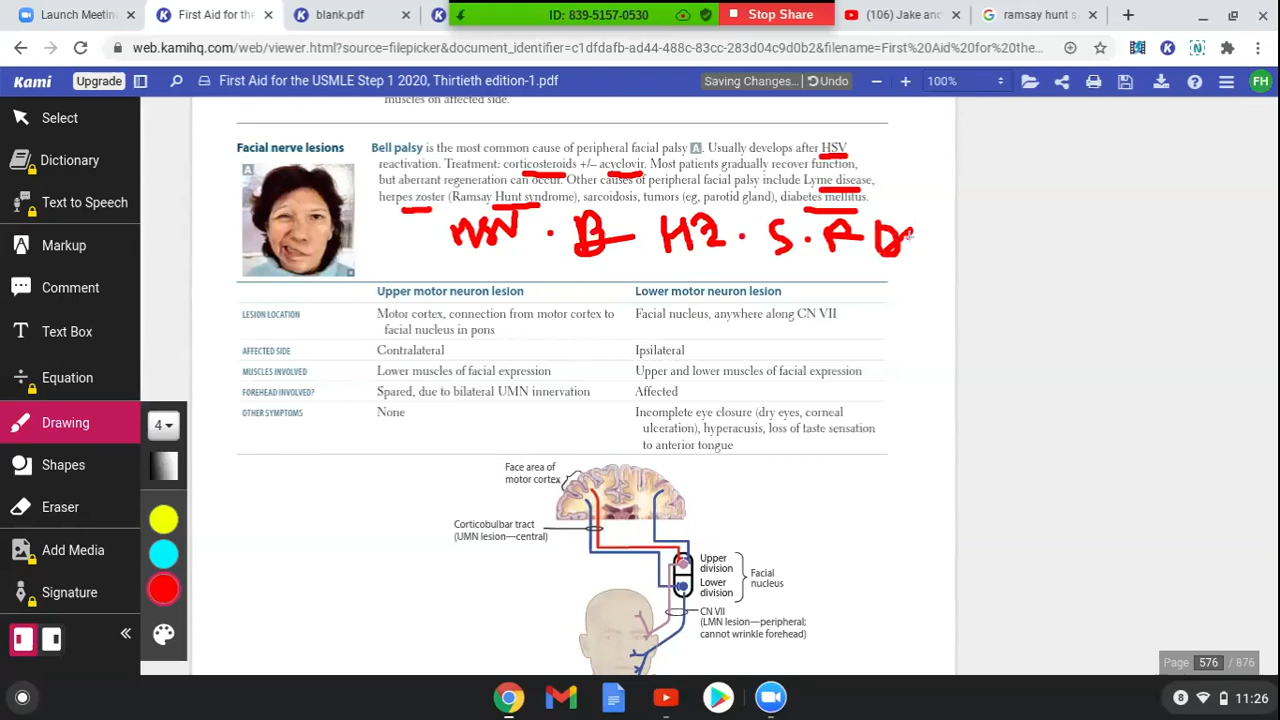 Launch Meeting
First Aid for the
blank.pdf
ID: 839-5157-0530
Stop Share
(106) Jake and
ramsay hunt s
web.kamihq.com/web/viewer.html?source=filepicker&document_identifier=c1dfdafb-ad44-488c-83cc-283d04c9d0b2&filename=First%20Aid%20for%20the...
Kami
Upgrade
First Aid for the USMLE Step 1 2020, Thirtieth edition-1.pdf
Saving Changes...
Undo
100%
FH
Select
Dictionary
Text to Speech
Markup
Comment
Text Box
Equation
Drawing
4
Shapes
Eraser
Add Media
Signature
muscles on affected side.
Facial nerve lesions
A
Bell palsy is the most common cause of peripheral facial palsy A. Usually develops after HSV
reactivation. Treatment: corticosteroids +/– acyclovir. Most patients gradually recover function,
but aberrant regeneration can occur. Other causes of peripheral facial palsy include Lyme disease,
herpes zoster (Ramsay Hunt syndrome), sarcoidosis, tumors (eg, parotid gland), diabetes mellitus.
HZ . S .
Upper motor neuron lesion
Lower motor neuron lesion
LESION LOCATION
Motor cortex, connection from motor cortex to
facial nucleus in pons
Facial nucleus, anywhere along CN VII
AFFECTED SIDE
Contralateral
Ipsilateral
MUSCLES INVOLVED
Lower muscles of facial expression
Upper and lower muscles of facial expression
FOREHEAD INVOLVED?
Spared, due to bilateral UMN innervation
Affected
OTHER SYMPTOMS
None
Incomplete eye closure (dry eyes, corneal
ulceration), hyperacusis, loss of taste sensation
to anterior tongue
Face area of
motor cortex
Corticobulbar tract
(UMN lesion—central)
Upper
division
Lower
division
Facial
nucleus
CN VII
(LMN lesion—peripheral;
cannot wrinkle forehead)
Page 576 / 876
8
11:26